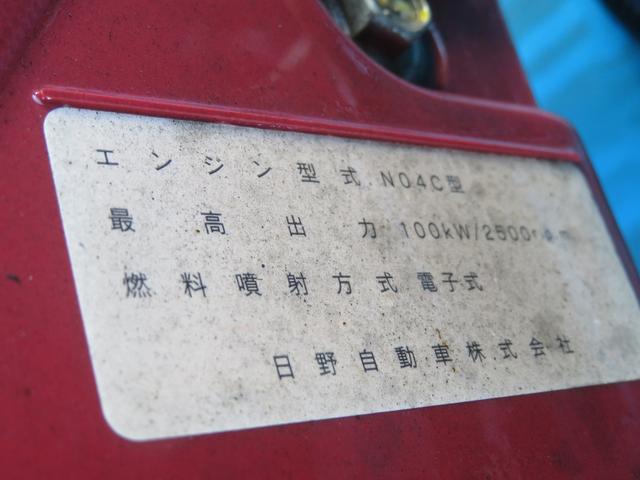 エンジン型式 N04C型
最高出力 100kW/2500rpm
燃料噴射方式 電子式
日野自動車株式会社